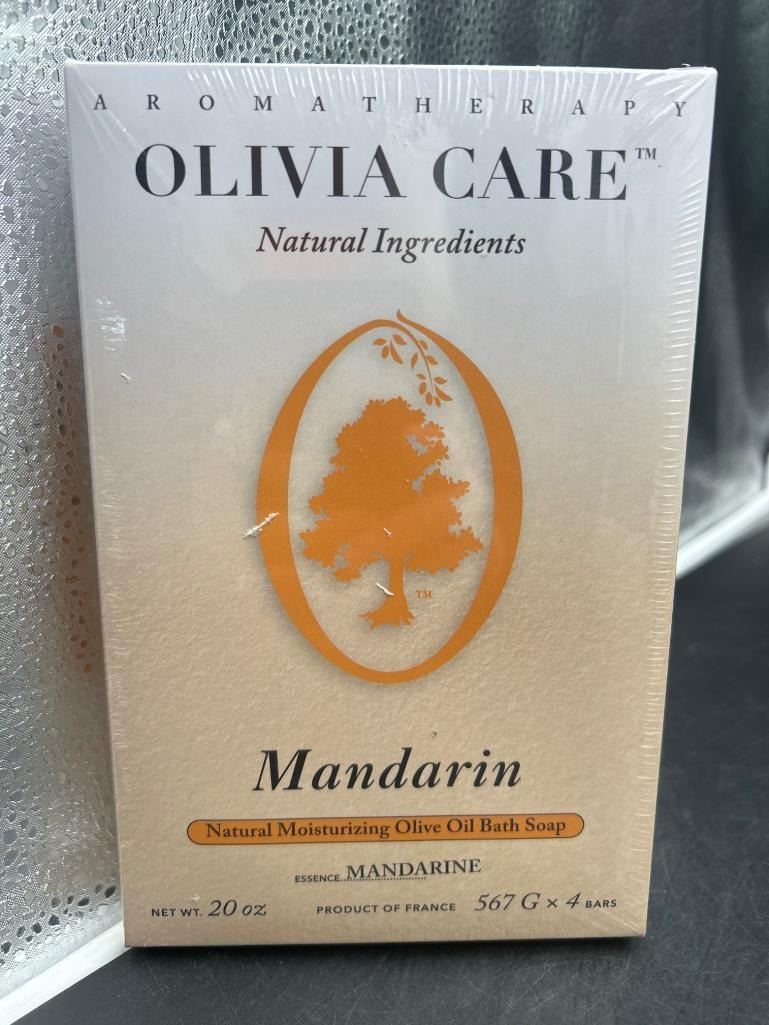 AROMATHERAPY
OLIVIA CARE™
Natural Ingredients
TM
Mandarin
Natural Moisturizing Olive Oil Bath Soap
ESSENCE...MANDARINE
NET WT. 20 oz PRODUCT OF FRANCE 567 G × 4 BARS